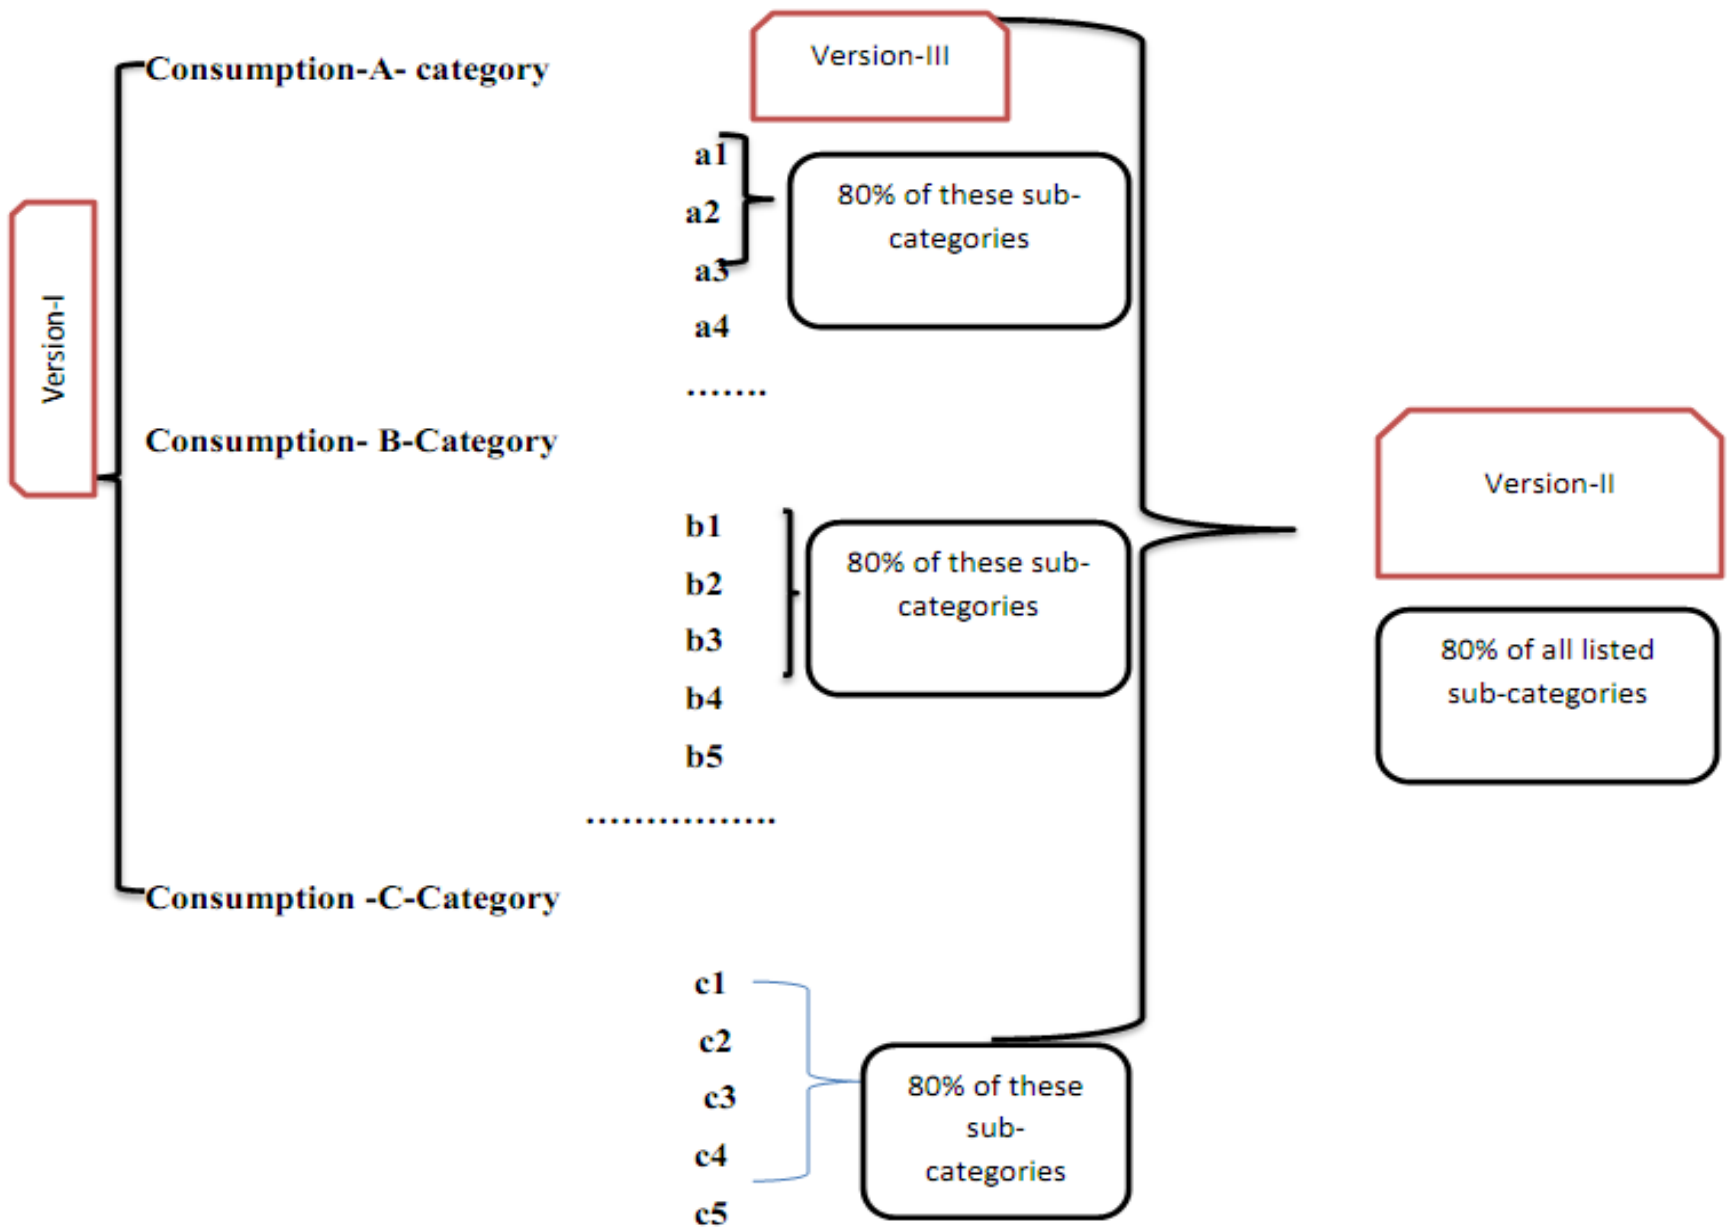 Version-I
Consumption-A- category
Version-III
a1
a2
a3
a4
.......
80% of these sub-
categories
Consumption- B-Category
b1
b2
b3
b4
b5
................
80% of these sub-
categories
Consumption -C-Category
c1
c2
c3
c4
c5
80% of these
sub-
categories
Version-II
80% of all listed
sub-categories